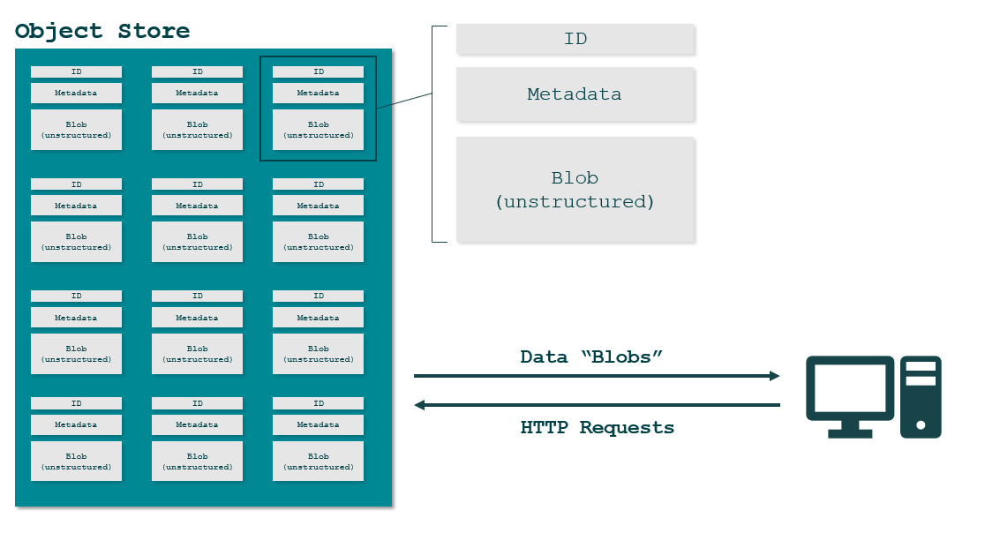 Object Store
ID
Metadata
Blob
(unstructured)
ID
Metadata
Blob
(unstructured)
ID
Metadata
Blob
(unstructured)
ID
Metadata
Blob
(unstructured)
ID
Metadata
Blob
(unstructured)
ID
Metadata
Blob
(unstructured)
ID
Metadata
Blob
(unstructured)
ID
Metadata
Blob
(unstructured)
ID
Metadata
Blob
(unstructured)
ID
Metadata
Blob
(unstructured)
ID
Metadata
Blob
(unstructured)
ID
Metadata
Blob
(unstructured)
ID
Metadata
Blob
(unstructured)
Data “Blobs”
HTTP Requests